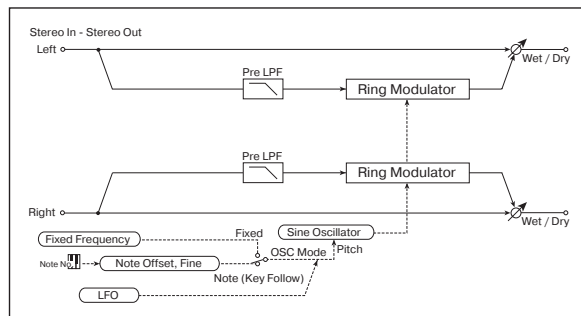 Stereo In - Stereo Out
Left
Wet / Dry
Pre LPF
Ring Modulator
Pre LPF
Ring Modulator
Right
Wet / Dry
Fixed Frequency
Fixed
Sine Oscillator
OSC Mode
Pitch
Note No.
Note Offset, Fine
Note (Key Follow)
LFO